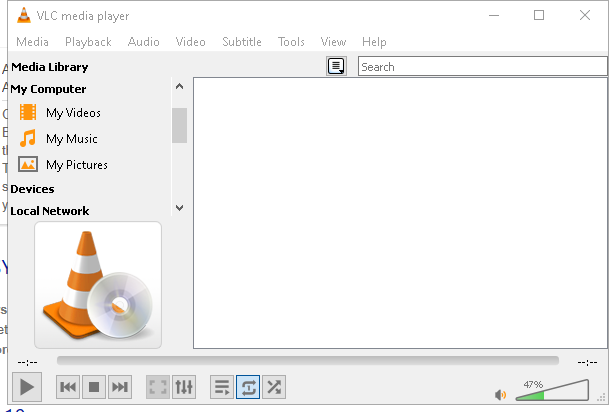 VLC media player
Media Playback Audio Video Subtitle Tools View Help
Media Library
Search
My Computer
My Videos
My Music
My Pictures
Devices
Local Network
--:-- --:--
47%